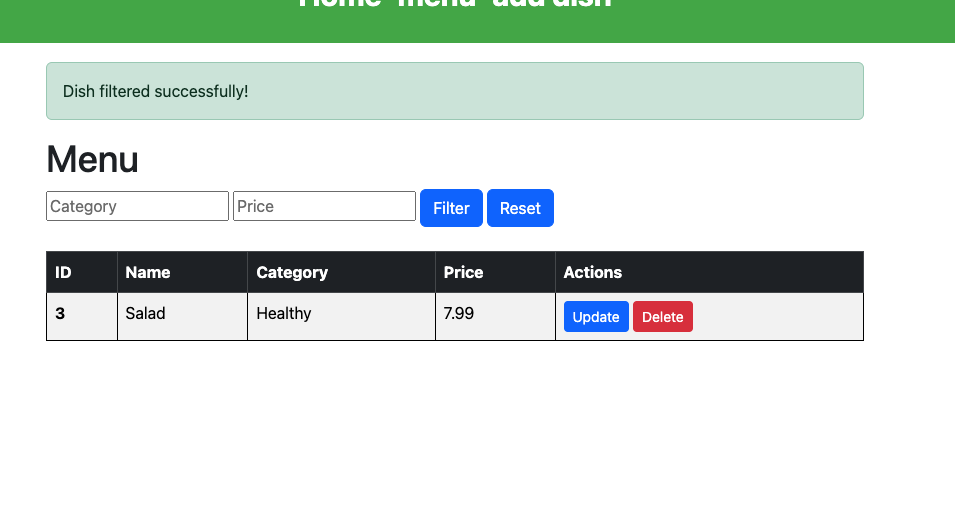 Home menu add dish
Dish filtered successfully!
Menu
Category Price Filter Reset
ID Name Category Price Actions
3 Salad Healthy 7.99 Update Delete